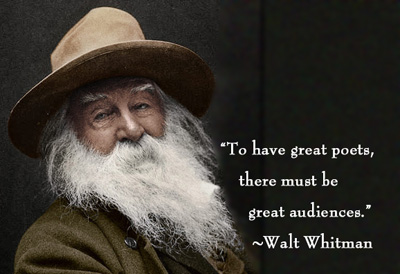 “To have great poets,
there must be
great audiences.”
~Walt Whitman